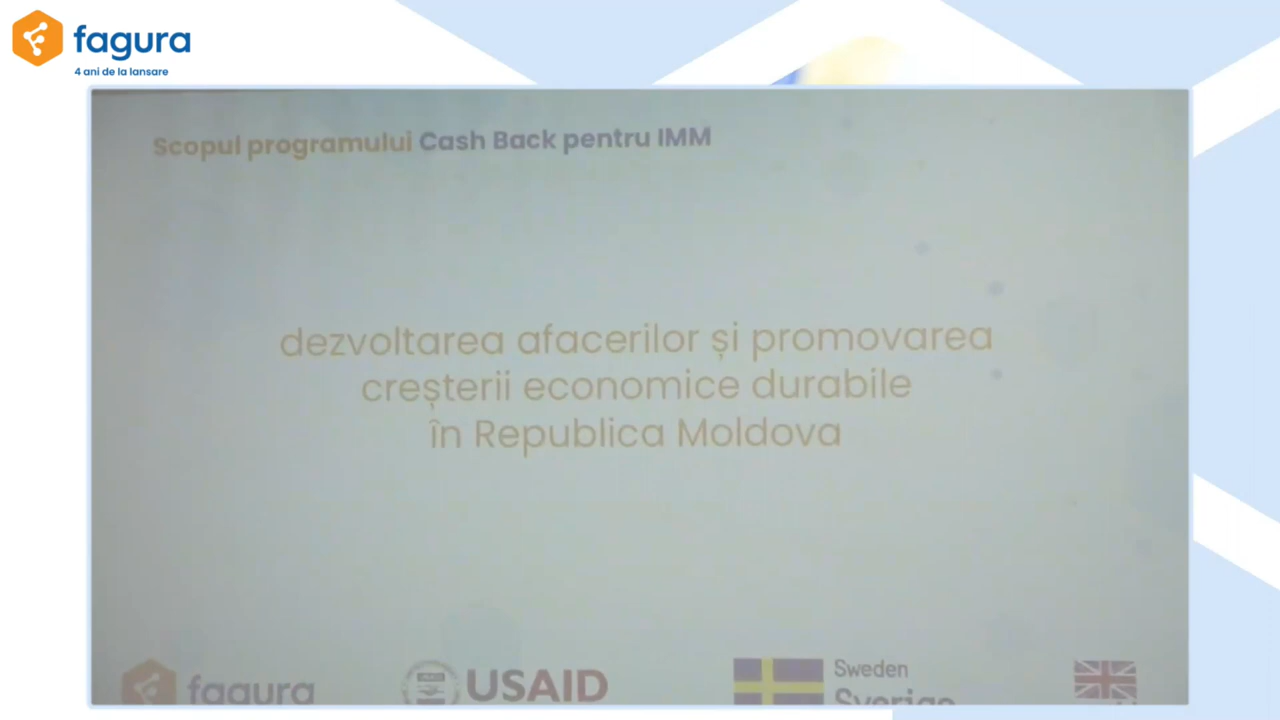 fagura
4 ani de la lansare
Scopul programului Cash Back pentru IMM
dezvoltarea afacerilor și promovarea
creșterii economice durabile
în Republica Moldova
fagura
USAID
Sweden
Sverige